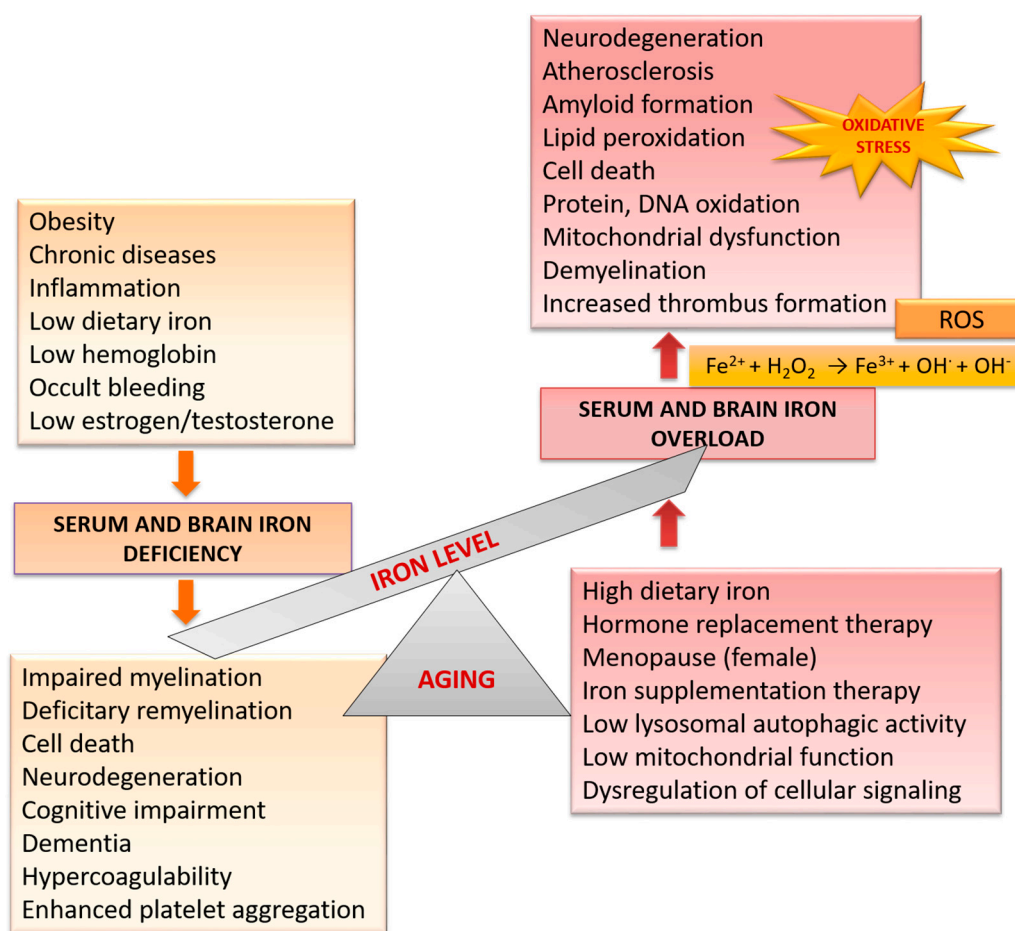 Neurodegeneration
Atherosclerosis
Amyloid formation
Lipid peroxidation
Cell death
Protein, DNA oxidation
Mitochondrial dysfunction
Demyelination
Increased thrombus formation
OXIDATIVE
STRESS
ROS
Fe²⁺ + H₂O₂ → Fe³⁺ + OH· + OH⁻
SERUM AND BRAIN IRON
OVERLOAD
Obesity
Chronic diseases
Inflammation
Low dietary iron
Low hemoglobin
Occult bleeding
Low estrogen/testosterone
SERUM AND BRAIN IRON
DEFICIENCY
IRON LEVEL
AGING
Impaired myelination
Deficitary remyelination
Cell death
Neurodegeneration
Cognitive impairment
Dementia
Hypercoagulability
Enhanced platelet aggregation
High dietary iron
Hormone replacement therapy
Menopause (female)
Iron supplementation therapy
Low lysosomal autophagic activity
Low mitochondrial function
Dysregulation of cellular signaling